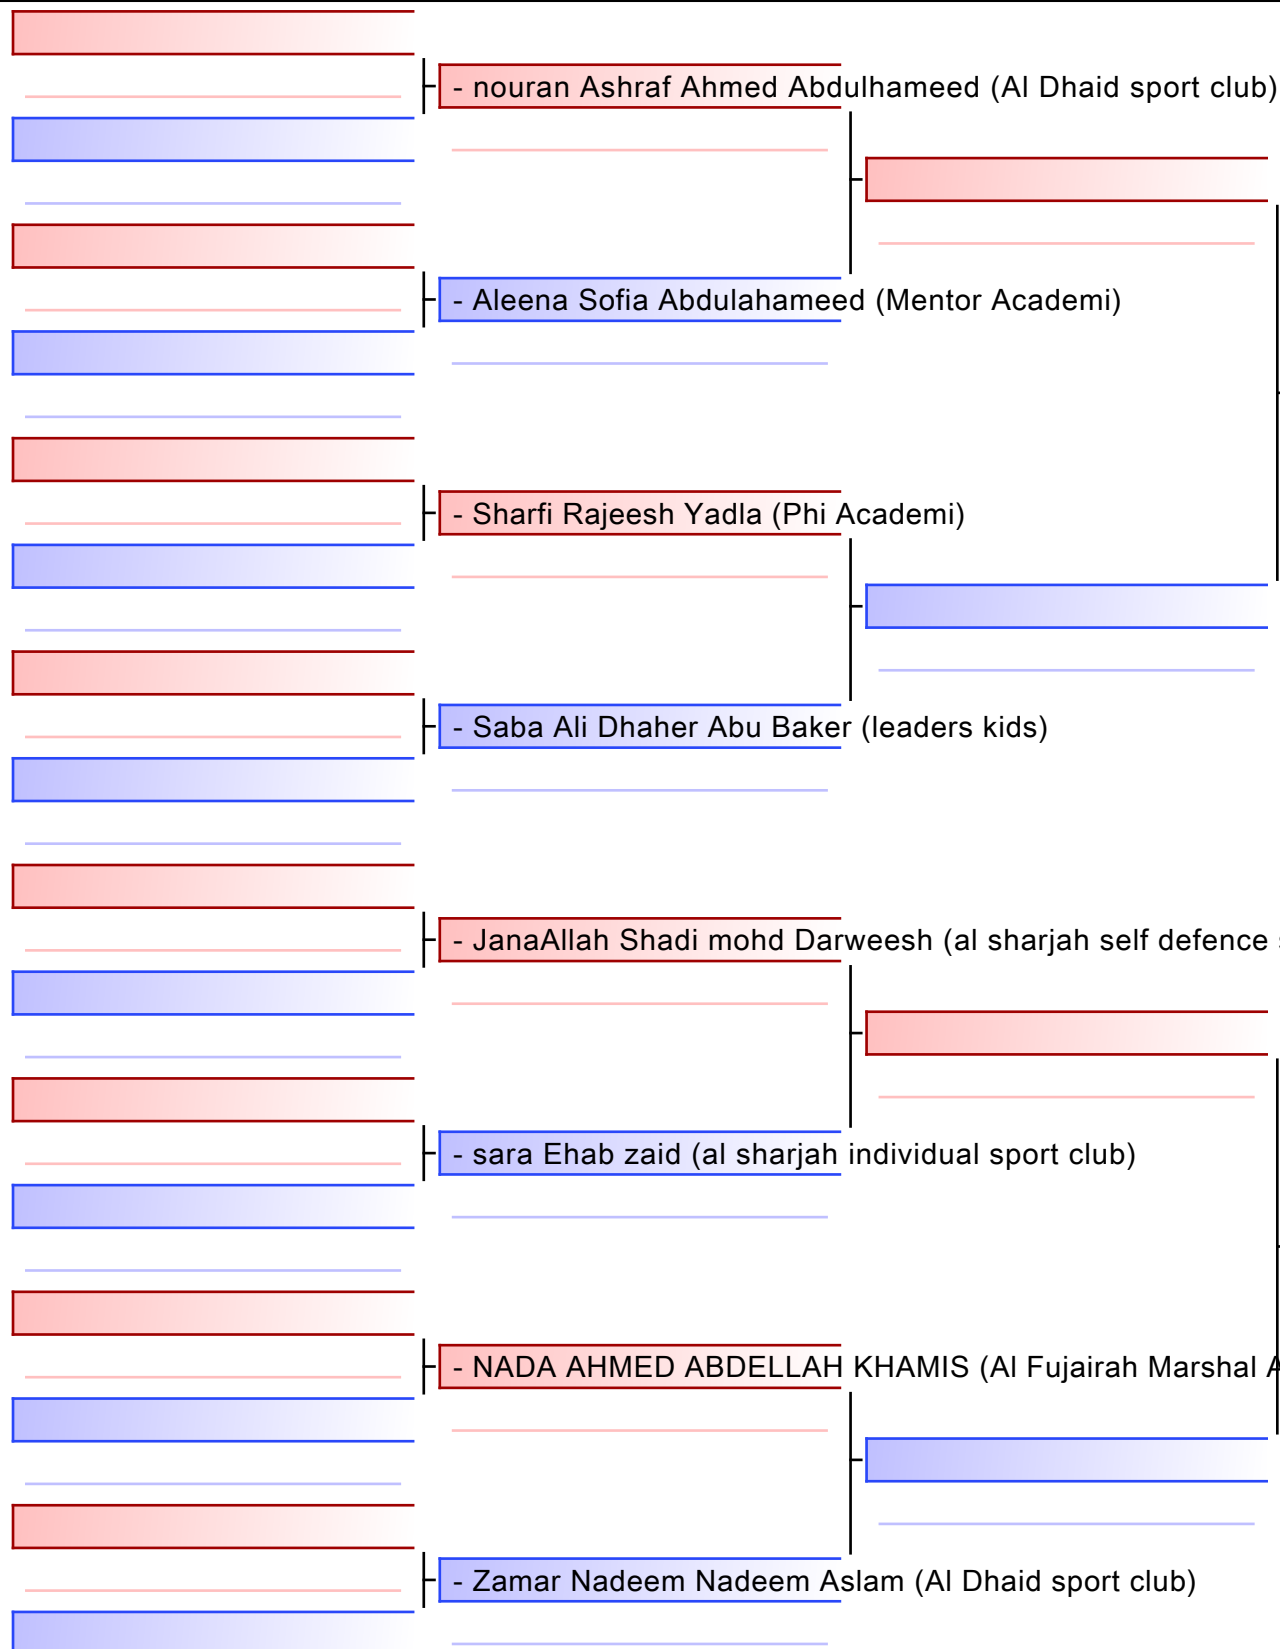 - nouran Ashraf Ahmed Abdulhameed (Al Dhaid sport club)
- Aleena Sofia Abdulahameed (Mentor Academi)
- Sharfi Rajeesh Yadla (Phi Academi)
- Saba Ali Dhaher Abu Baker (leaders kids)
- JanaAllah Shadi mohd Darweesh (al sharjah self defence
- sara Ehab zaid (al sharjah individual sport club)
- NADA AHMED ABDELLAH KHAMIS (Al Fujairah Marshal
- Zamar Nadeem Nadeem Aslam (Al Dhaid sport club)